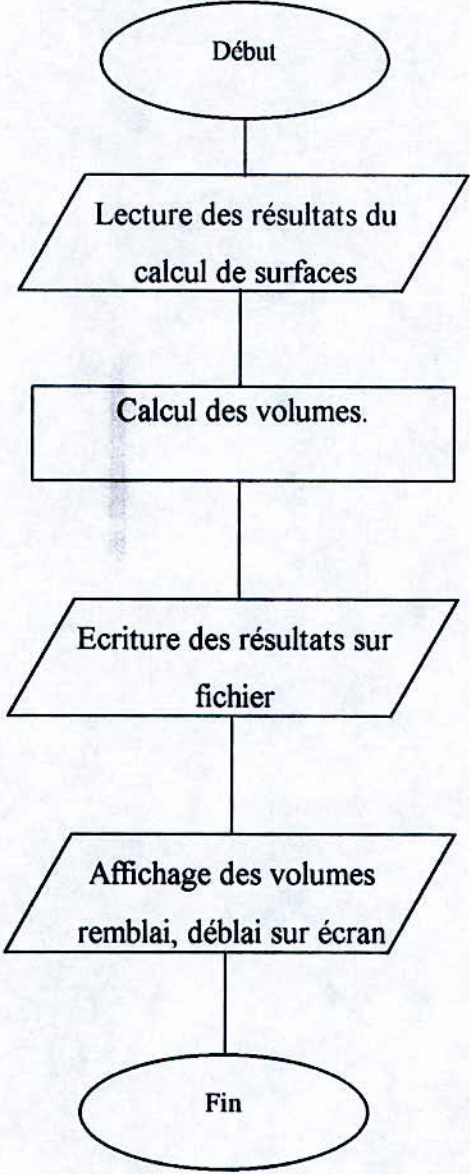 Début
Lecture des résultats du
calcul de surfaces
Calcul des volumes.
Ecriture des résultats sur
fichier
Affichage des volumes
remblai, déblai sur écran
Fin